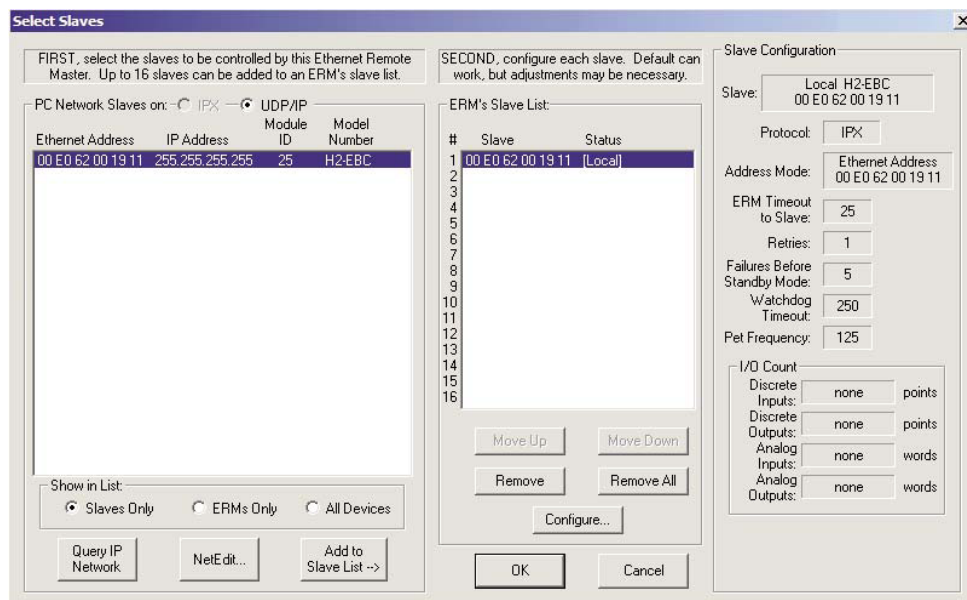 Select Slaves
FIRST, select the slaves to be controlled by this Ethernet Remote
Master. Up to 16 slaves can be added to an ERM's slave list.
PC Network Slaves on: IPX UDP/IP
Ethernet Address IP Address Module ID Model Number
00 E0 62 00 19 11 255.255.255.255 25 H2-EBC
Show in List:
Slaves Only ERMs Only All Devices
Query IP Network
NetEdit...
Add to Slave List -->
SECOND, configure each slave. Default can
work, but adjustments may be necessary.
ERM's Slave List:
# Slave Status
1 00 E0 62 00 19 11 [Local]
2
3
4
5
6
7
8
9
10
11
12
13
14
15
16
Move Up Move Down
Remove Remove All
Configure...
OK Cancel
Slave Configuration
Slave: Local H2-EBC
00 E0 62 00 19 11
Protocol: IPX
Address Mode: Ethernet Address
00 E0 62 00 19 11
ERM Timeout to Slave: 25
Retries: 1
Failures Before Standby Mode: 5
Watchdog Timeout: 250
Pet Frequency: 125
I/O Count
Discrete Inputs: none points
Discrete Outputs: none points
Analog Inputs: none words
Analog Outputs: none words